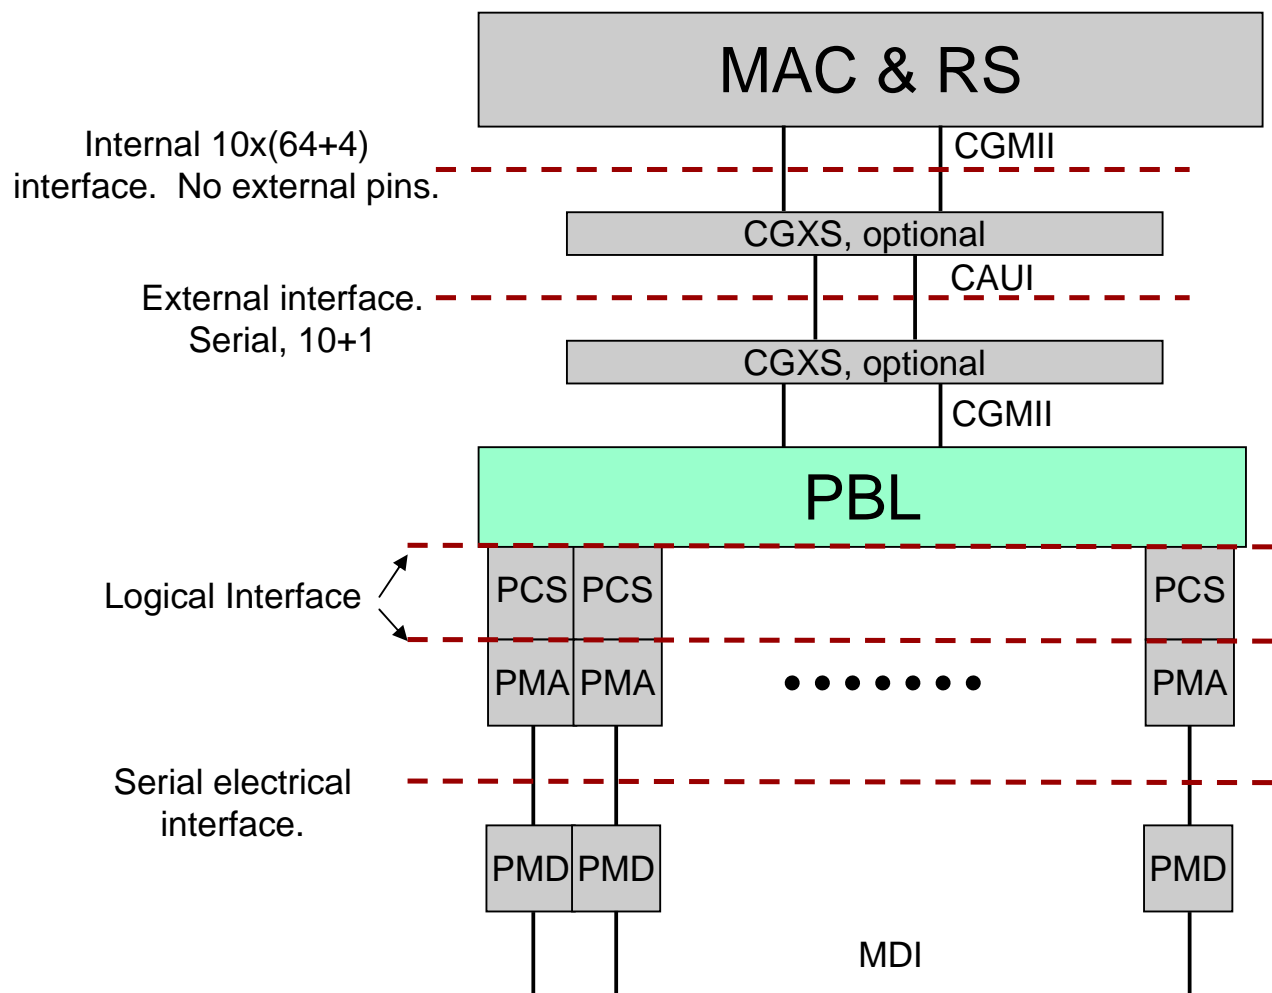 MAC & RS
CGMII
Internal 10x(64+4)
interface.  No external pins.
CGXS, optional
CAUI
External interface.
Serial, 10+1
CGXS, optional
CGMII
PBL
PCS PCS PCS
Logical Interface
PMA PMA PMA
Serial electrical
interface.
PMD PMD PMD
MDI